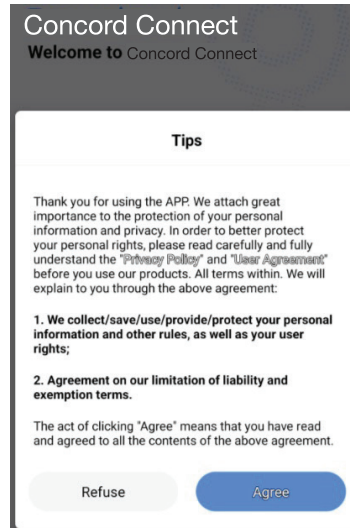 Concord Connect
Welcome to Concord Connect
Tips
Thank you for using the APP. We attach great
importance to the protection of your personal
information and privacy. In order to better protect
your personal rights, please read carefully and fully
understand the "Privacy Policy" and "User Agreement"
before you use our products. All terms within. We will
explain to you through the above agreement:
1. We collect/save/use/provide/protect your personal
information and other rules, as well as your user
rights;
2. Agreement on our limitation of liability and
exemption terms.
The act of clicking "Agree" means that you have read
and agreed to all the contents of the above agreement.
Refuse
Agree